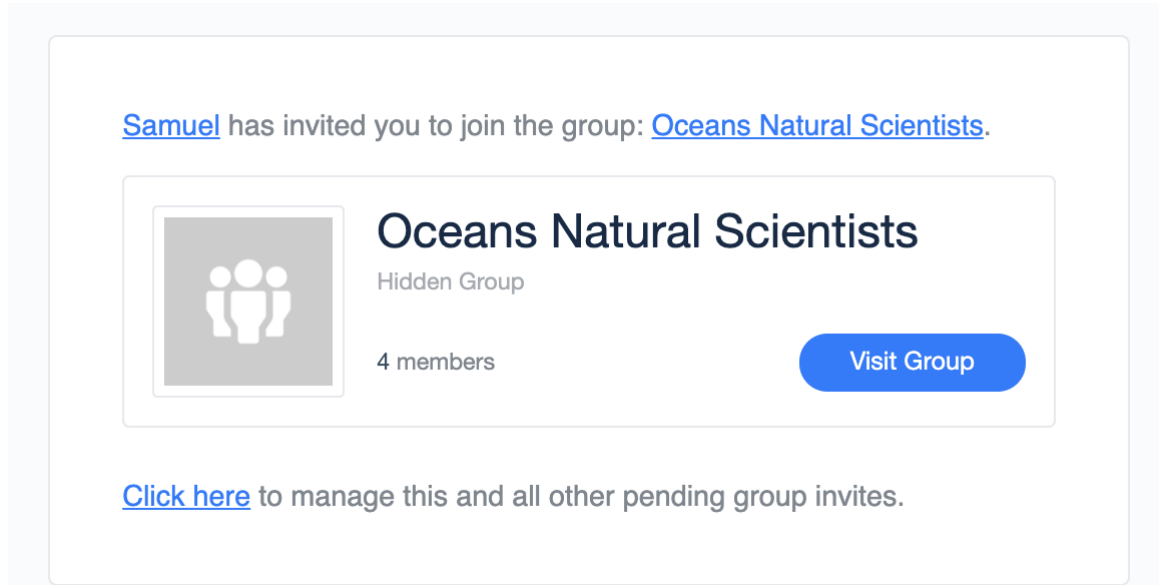 Samuel has invited you to join the group: Oceans Natural Scientists.
Oceans Natural Scientists
Hidden Group
4 members
Visit Group
Click here to manage this and all other pending group invites.